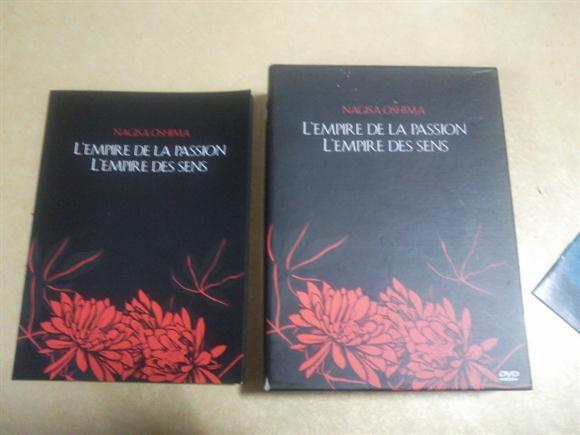 NAGISA OSHIMA
L'EMPIRE DE LA PASSION
L'EMPIRE DES SENS
NAGISA OSHIMA
L'EMPIRE DE LA PASSION
L'EMPIRE DES SENS
DVD